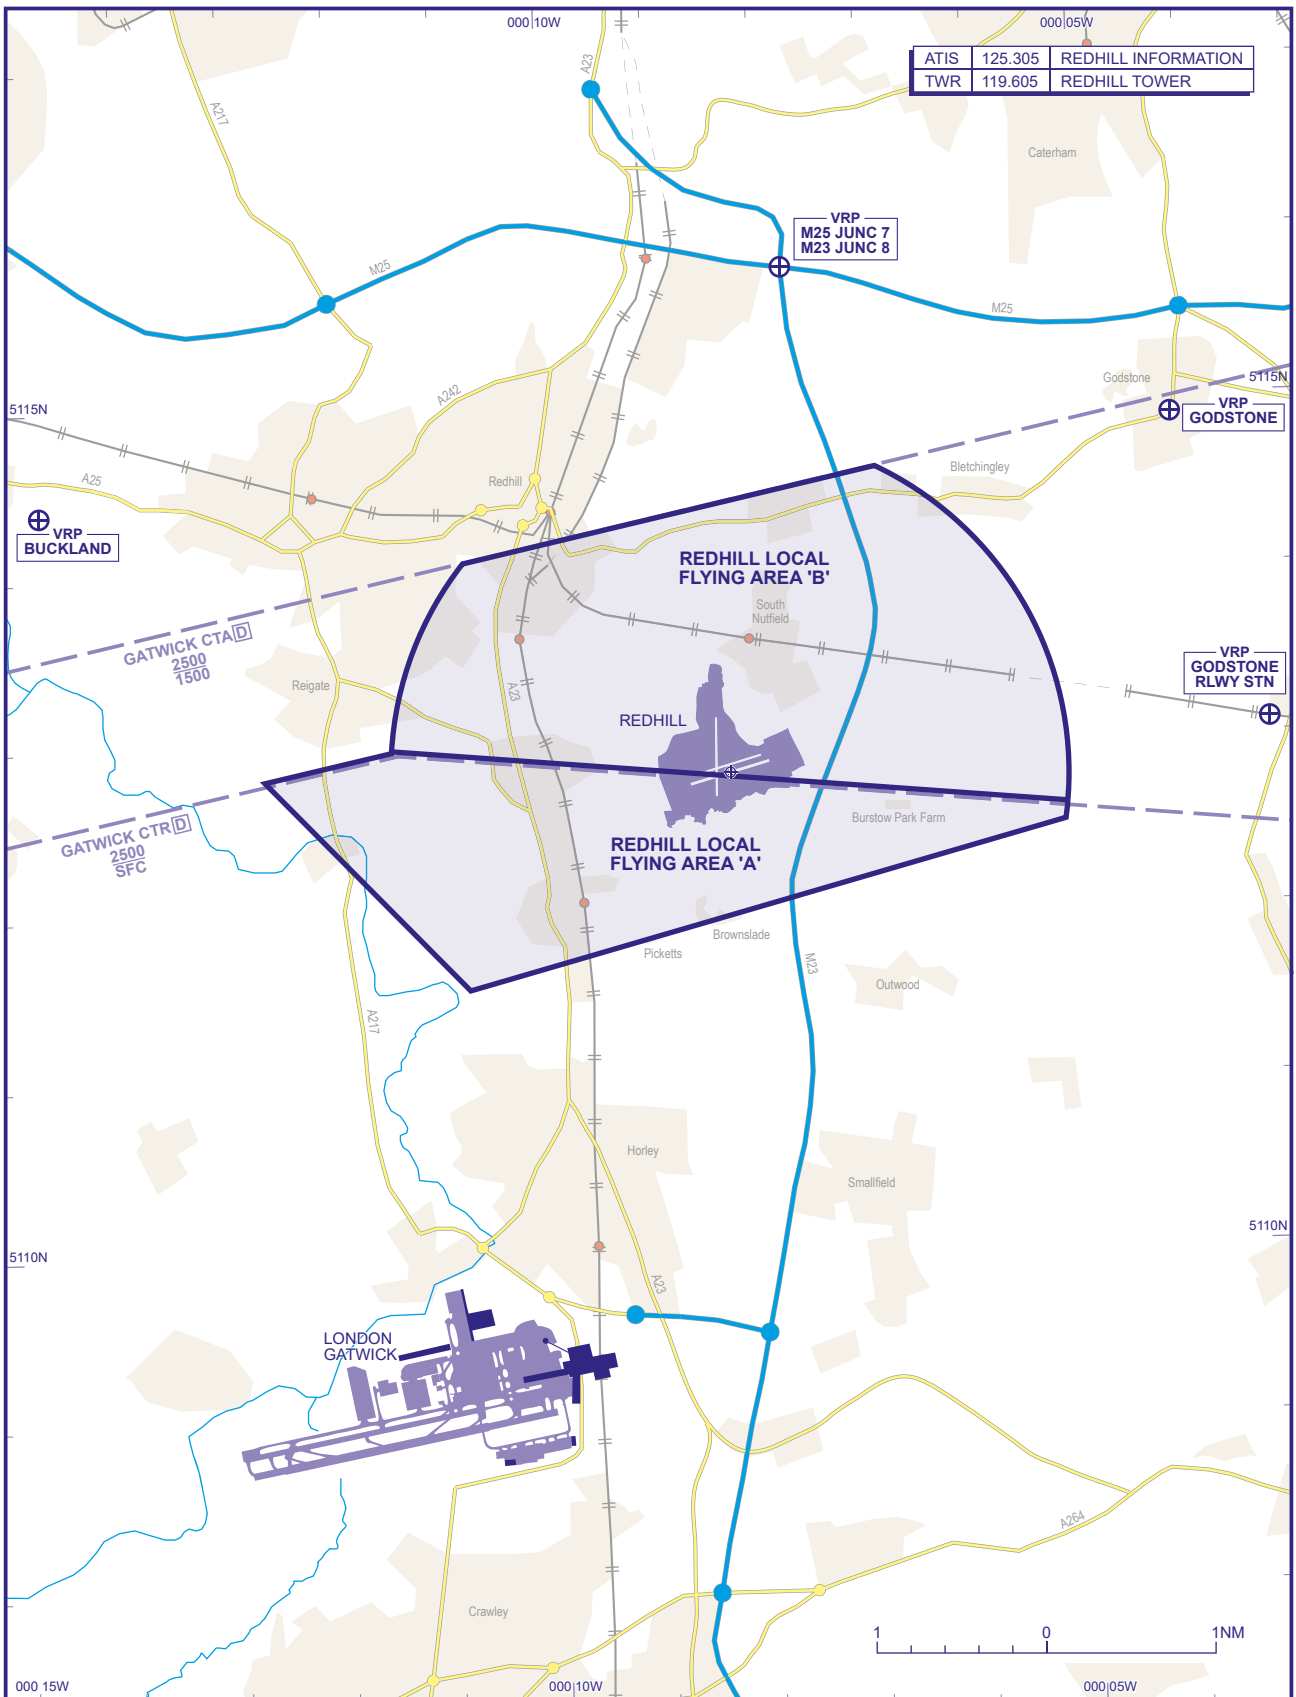 000 10W
000 05W
ATIS 125.305 REDHILL INFORMATION
TWR 119.605 REDHILL TOWER
A23
A217
Caterham
VRP
M25 JUNC 7
M23 JUNC 8
M25
M25
Godstone
5115N
5115N
A242
VRP
GODSTONE
A25
Redhill
Bletchingley
VRP
BUCKLAND
REDHILL LOCAL
FLYING AREA 'B'
South
Nutfield
GATWICK CTA D
2500
1500
VRP
GODSTONE
RLWY STN
Reigate
A23
REDHILL
Burstow Park Farm
GATWICK CTR D
2500
SFC
REDHILL LOCAL
FLYING AREA 'A'
Brownslade
Picketts
M23
Outwood
A217
Horley
Smallfield
5110N
5110N
A23
LONDON
GATWICK
A264
Crawley
1 0 1NM
000 15W
000 10W
000 05W